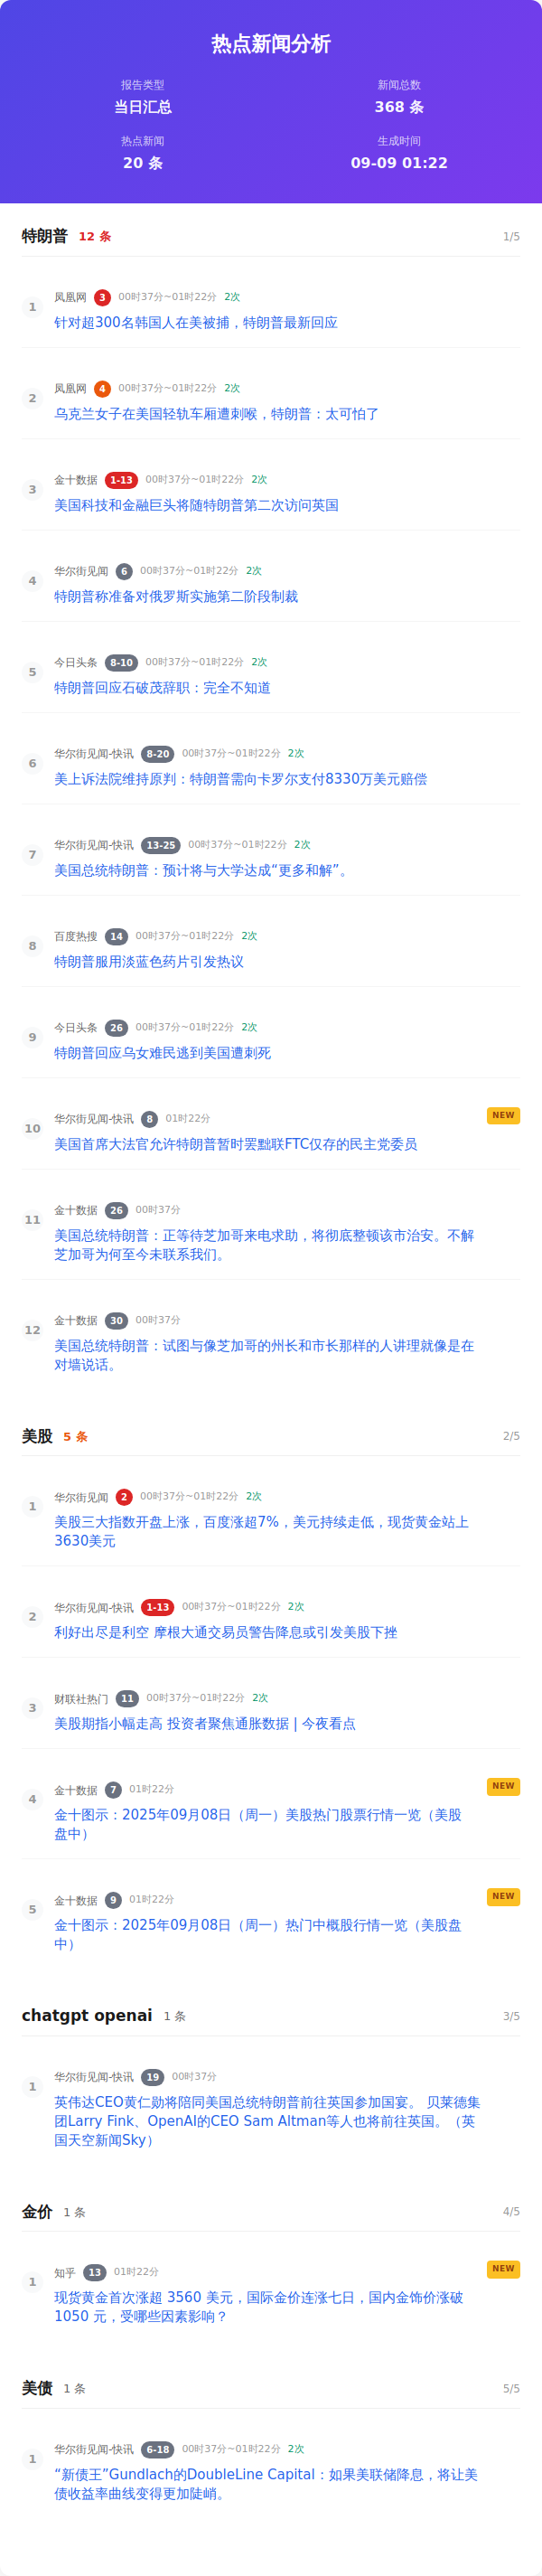 热点新闻分析
报告类型 新闻总数
当日汇总 368 条
热点新闻 生成时间
20 条 09-09 01:22
特朗普 12 条 1/5
凤凰网 3 00时37分~01时22分 2次
1
针对超300名韩国人在美被捕，特朗普最新回应
凤凰网 4 00时37分~01时22分 2次
2
乌克兰女子在美国轻轨车厢遭刺喉，特朗普：太可怕了
金十数据 1-13 00时37分~01时22分 2次
3
美国科技和金融巨头将随特朗普第二次访问英国
华尔街见闻 6 00时37分~01时22分 2次
4
特朗普称准备对俄罗斯实施第二阶段制裁
今日头条 8-10 00时37分~01时22分 2次
5
特朗普回应石破茂辞职：完全不知道
华尔街见闻-快讯 8-20 00时37分~01时22分 2次
6
美上诉法院维持原判：特朗普需向卡罗尔支付8330万美元赔偿
华尔街见闻-快讯 13-25 00时37分~01时22分 2次
7
美国总统特朗普：预计将与大学达成“更多和解”。
百度热搜 14 00时37分~01时22分 2次
8
特朗普服用淡蓝色药片引发热议
今日头条 26 00时37分~01时22分 2次
9
特朗普回应乌女难民逃到美国遭刺死
华尔街见闻-快讯 8 01时22分 NEW
10
美国首席大法官允许特朗普暂时罢黜联FTC仅存的民主党委员
金十数据 26 00时37分
11
美国总统特朗普：正等待芝加哥来电求助，将彻底整顿该市治安。不解
芝加哥为何至今未联系我们。
金十数据 30 00时37分
12
美国总统特朗普：试图与像芝加哥的州长和市长那样的人讲理就像是在
对墙说话。
美股 5 条 2/5
华尔街见闻 2 00时37分~01时22分 2次
1
美股三大指数开盘上涨，百度涨超7%，美元持续走低，现货黄金站上
3630美元
华尔街见闻-快讯 1-13 00时37分~01时22分 2次
2
利好出尽是利空 摩根大通交易员警告降息或引发美股下挫
财联社热门 11 00时37分~01时22分 2次
3
美股期指小幅走高 投资者聚焦通胀数据 | 今夜看点
金十数据 7 01时22分 NEW
4
金十图示：2025年09月08日（周一）美股热门股票行情一览（美股
盘中）
金十数据 9 01时22分 NEW
5
金十图示：2025年09月08日（周一）热门中概股行情一览（美股盘
中）
chatgpt openai 1 条 3/5
华尔街见闻-快讯 19 00时37分
1
英伟达CEO黄仁勋将陪同美国总统特朗普前往英国参加国宴。 贝莱德集
团Larry Fink、OpenAI的CEO Sam Altman等人也将前往英国。（英
国天空新闻Sky）
金价 1 条 4/5
知乎 13 01时22分 NEW
1
现货黄金首次涨超 3560 美元，国际金价连涨七日，国内金饰价涨破
1050 元，受哪些因素影响？
美债 1 条 5/5
华尔街见闻-快讯 6-18 00时37分~01时22分 2次
1
“新债王”Gundlach的DoubleLine Capital：如果美联储降息，将让美
债收益率曲线变得更加陡峭。